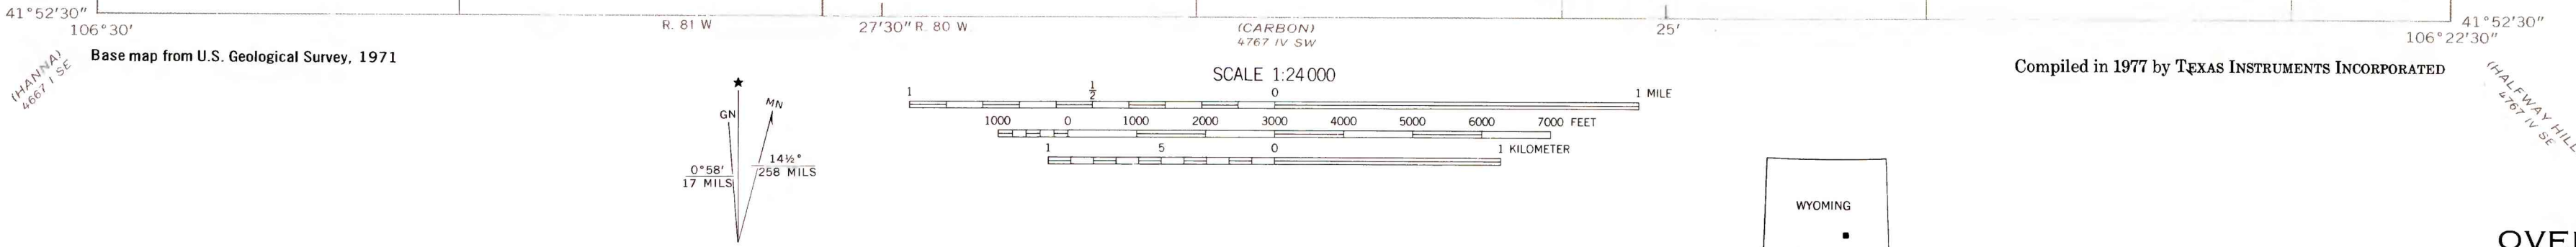 41°52'30"
106°30'
R. 81 W
27'30" R. 80 W
(CARBON)
4767 IV SW
25'
41°52'30"
106°22'30"
(HANNA)
4667 I SE
Base map from U.S. Geological Survey, 1971
SCALE 1:24 000
Compiled in 1977 by TEXAS INSTRUMENTS INCORPORATED
(HALFWAY HILL
4767 IV SE
★
GN
MN
0°58'
17 MILS
14½°
258 MILS
1 ½ 0 1 MILE
1000 0 1000 2000 3000 4000 5000 6000 7000 FEET
1 5 0 1 KILOMETER
WYOMING